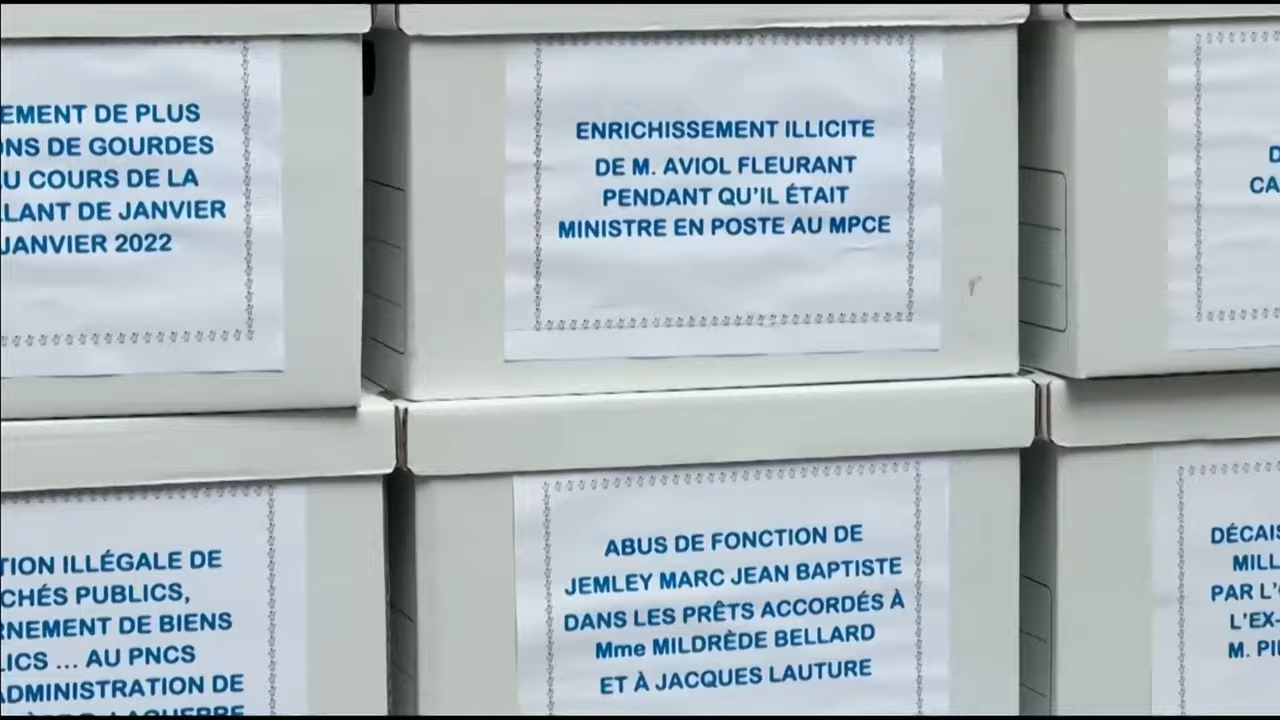 EMENT DE PLUS
ONS DE GOURDES
U COURS DE LA
LLANT DE JANVIER
JANVIER 2022
ENRICHISSEMENT ILLICITE
DE M. AVIOL FLEURANT
PENDANT QU'IL ÉTAIT
MINISTRE EN POSTE AU MPCE
D
CA
TION ILLÉGALE DE
CHÉS PUBLICS,
RNEMENT DE BIENS
LICS ... AU PNCS
ADMINISTRATION DE
ABUS DE FONCTION DE
JEMLEY MARC JEAN BAPTISTE
DANS LES PRÊTS ACCORDÉS À
Mme MILDRÈDE BELLARD
ET À JACQUES LAUTURE
DÉCAIS
MILL
PAR L'
L'EX-
M. PI